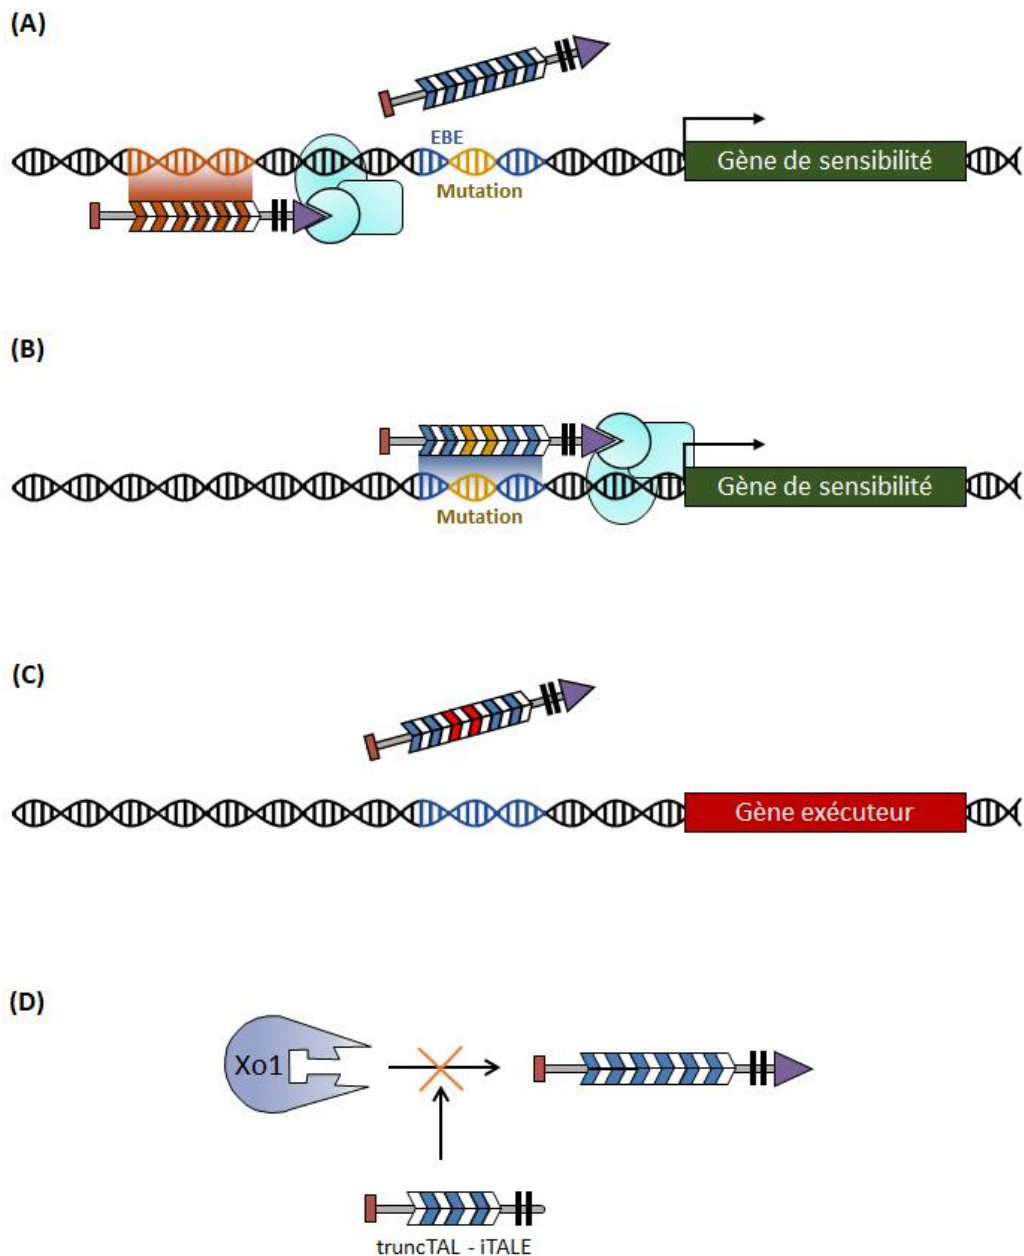 (A)
EBE
Gène de sensibilité
Mutation
(B)
Gène de sensibilité
Mutation
(C)
Gène exécuteur
(D)
Xo1
truncTAL - iTALE